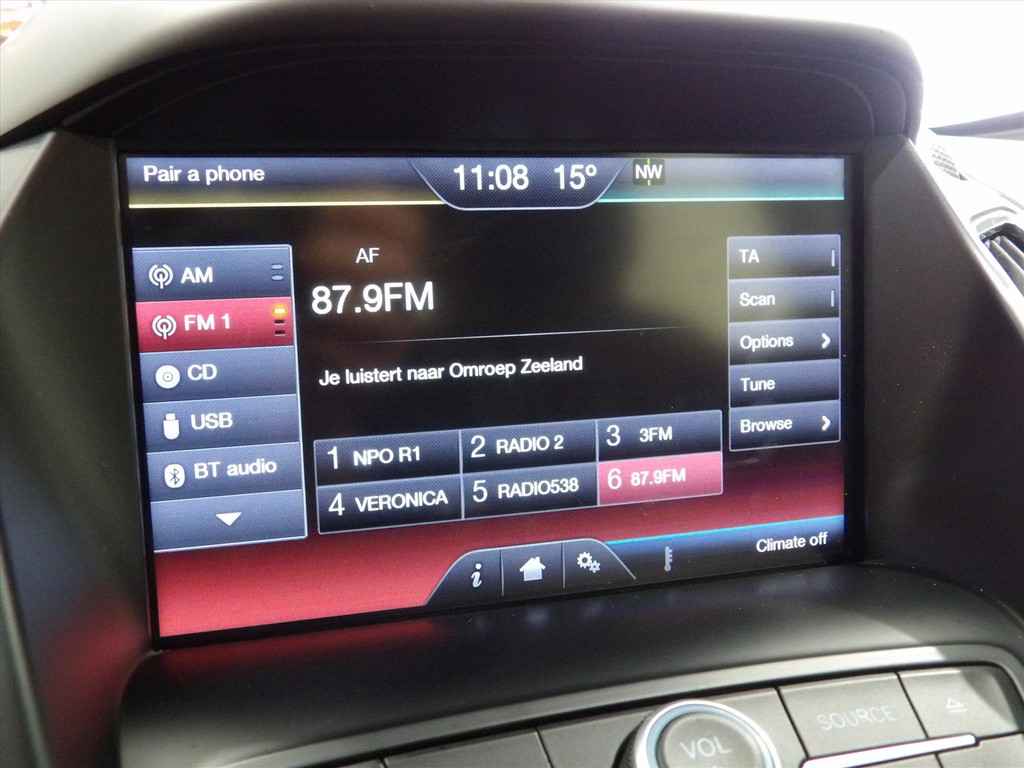 Pair a phone
11:08 15° NW
AM
FM 1
CD
USB
BT audio
AF
87.9FM
Je luistert naar Omroep Zeeland
1 NPO R1
2 RADIO 2
3 3FM
4 VERONICA
5 RADIO538
6 87.9FM
TA
Scan
Options
Tune
Browse
i
Climate off
VOL
SOURCE